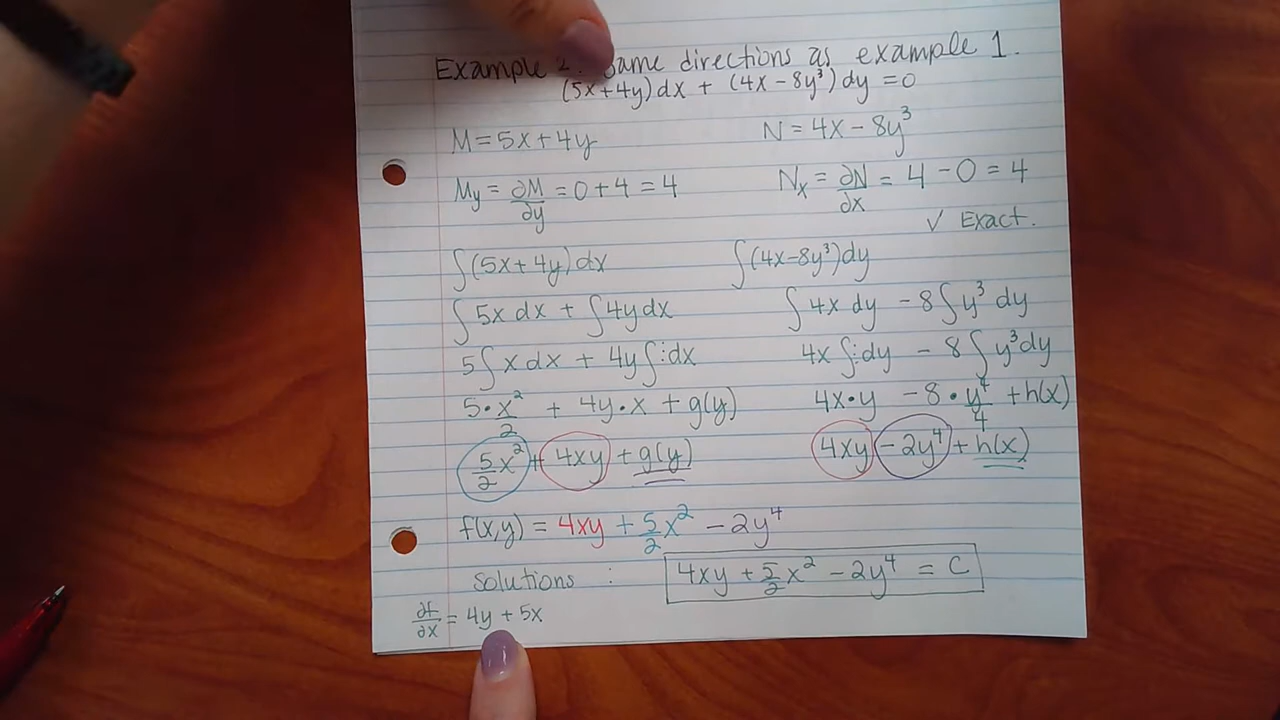 Example 2. Same directions as example 1.
(5x+4y)dx + (4x-8y³)dy = 0
M = 5x+4y N = 4x - 8y³
My = ∂M/∂y = 0+4 = 4 Nx = ∂N/∂x = 4 - 0 = 4
✓ Exact.
∫(5x+4y)dx ∫(4x-8y³)dy
∫5x dx + ∫4y dx ∫4x dy - 8∫y³ dy
5∫x dx + 4y∫1dx 4x∫1dy - 8∫y³dy
5•x²/2 + 4y•x + g(y) 4x•y - 8•y⁴/4 + h(x)
5/2x² + 4xy + g(y) 4xy - 2y⁴ + h(x)
f(x,y) = 4xy + 5/2x² - 2y⁴
Solutions : 4xy + 5/2x² - 2y⁴ = C
∂f/∂x = 4y + 5x